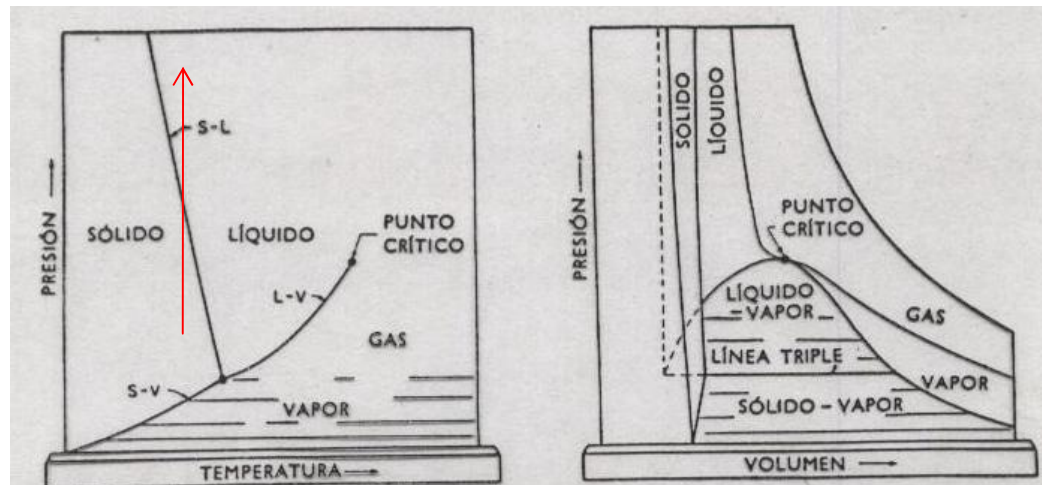 PRESIÓN
SÓLIDO
S-L
LÍQUIDO
PUNTO
CRÍTICO
L-V
GAS
S-V
VAPOR
TEMPERATURA
PRESIÓN
SÓLIDO
LÍQUIDO
PUNTO
CRÍTICO
LÍQUIDO
-VAPOR
GAS
LÍNEA TRIPLE
VAPOR
SÓLIDO-VAPOR
VOLUMEN